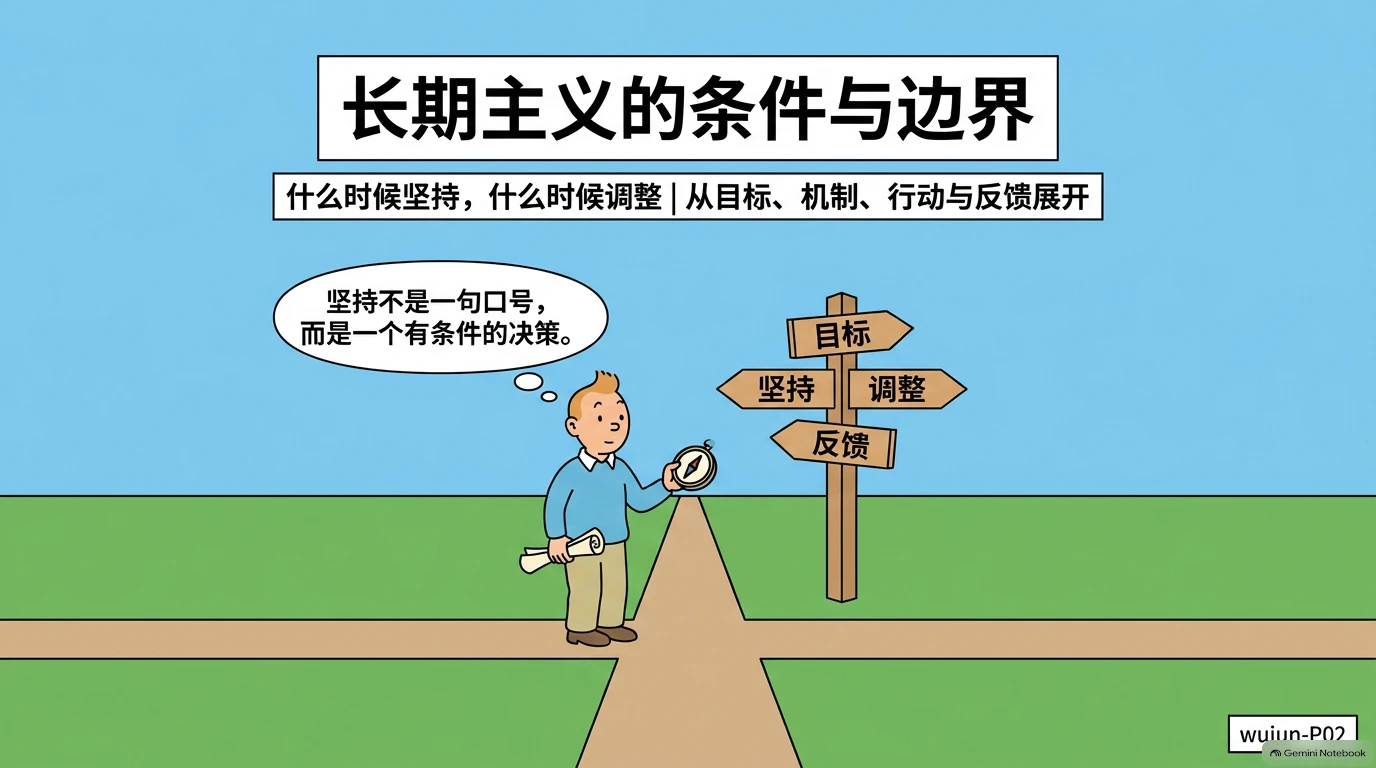 长期主义的条件与边界
什么时候坚持，什么时候调整 | 从目标、机制、行动与反馈展开
坚持不是一句口号，
而是一个有条件的决策。
目标
坚持
调整
反馈
wujun-P02
Gemini Notebook